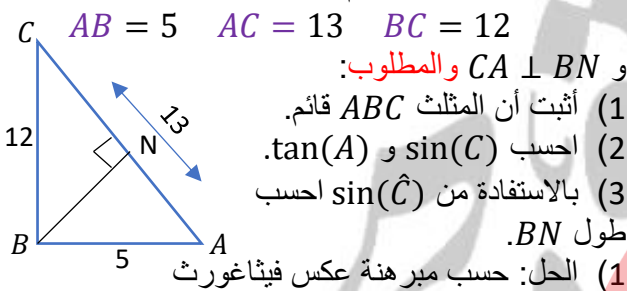 AB = 5   AC = 13   BC = 12
و CA ⊥ BN والمطلوب:
1) أثبت أن المثلث ABC قائم.
2) احسب sin(C) و tan(A).
3) بالاستفادة من sin(Ĉ) احسب
طول BN.
1) الحل: حسب مبرهنة عكس فيثاغورث
C
12
13
N
B
5
A